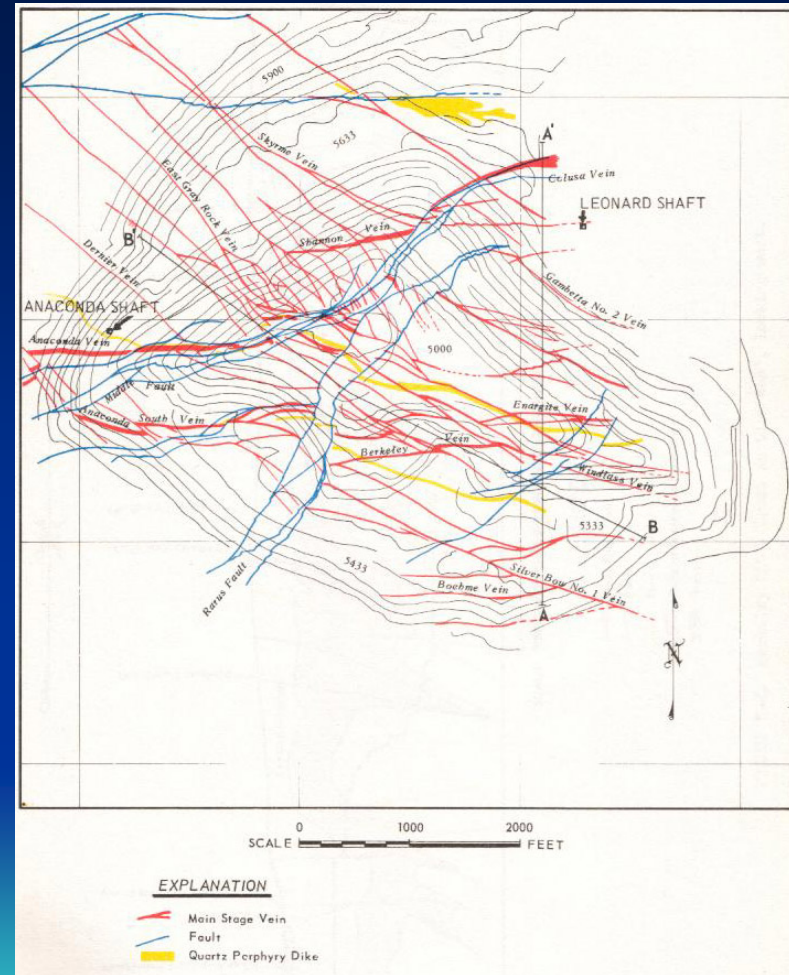 5900
A'
Skyrme Vein
5633
Colusa Vein
East Gray Rock Vein
LEONARD SHAFT
B'
Shannon Vein
Dernier Vein
Gambetta No. 2 Vein
ANACONDA SHAFT
Anaconda Vein
5000
Middle Fault
Enargite Vein
Anaconda South Vein
Berkeley Vein
Windlass Vein
B
5333
5433
Silver Bow No. 1 Vein
Rarus Fault
Boehme Vein
A
N
0 1000 2000
SCALE FEET
EXPLANATION
Main Stage Vein
Fault
Quartz Porphyry Dike